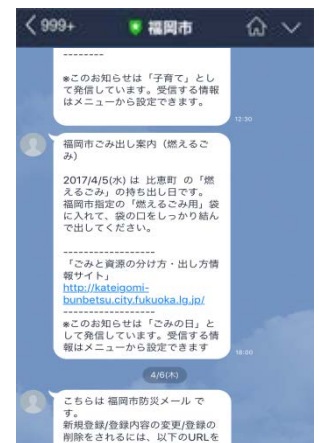 999+
福岡市
--------
※このお知らせは「子育て」とし
て発信しています。受信する情報
はメニューから設定できます。
12:30
福岡市ごみ出し案内（燃えるご
み）
2017/4/5(水) は 比恵町 の「燃
えるごみ」の持ち出し日です。
福岡市指定の「燃えるごみ用」袋
に入れて、袋の口をしっかり結ん
で出してください。
------------------
「ごみと資源の分け方・出し方情
報サイト」
http://kateigomi-
bunbetsu.city.fukuoka.lg.jp/
------------------
※このお知らせは「ごみの日」と
して発信しています。受信する情
報はメニューから設定できます
18:00
4/6(木)
こちらは 福岡市防災メール で
す。
新規登録/登録内容の変更/登録の
削除をされるには、以下のURLを